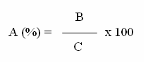 B
A (%) = x 100
C